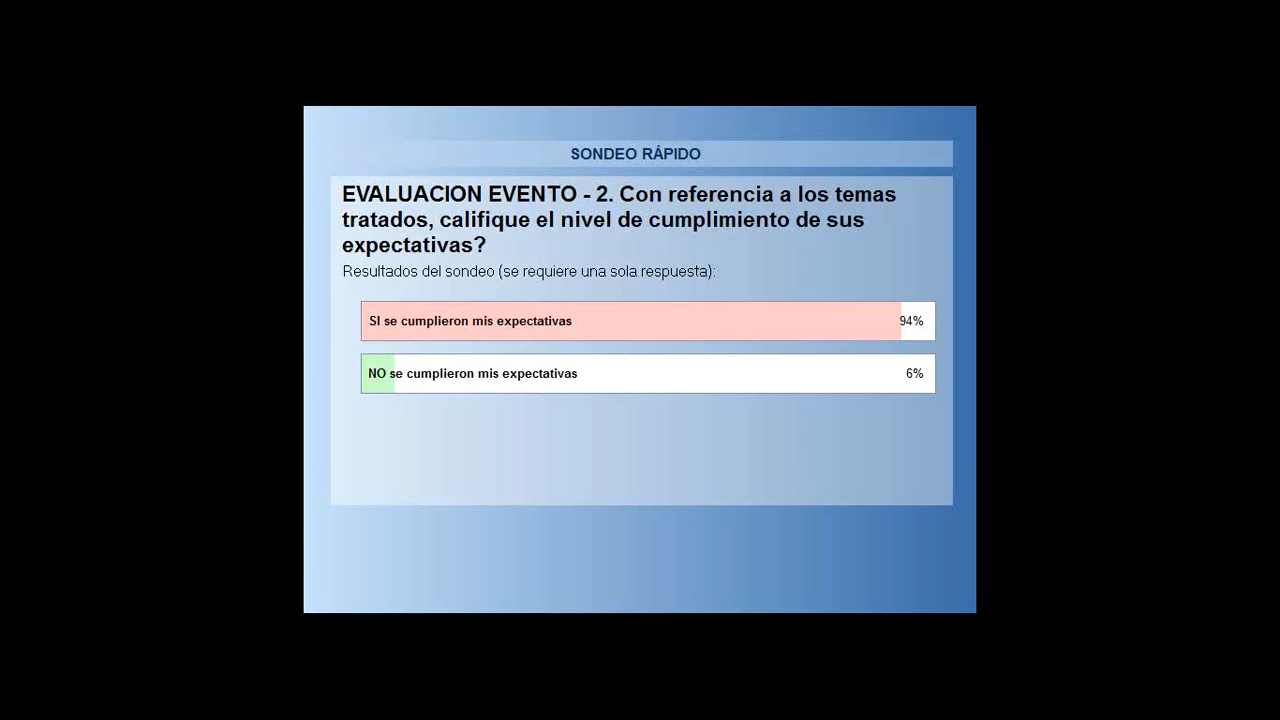 SONDEO RÁPIDO
EVALUACION EVENTO - 2. Con referencia a los temas
tratados, califique el nivel de cumplimiento de sus
expectativas?
Resultados del sondeo (se requiere una sola respuesta):
SI se cumplieron mis expectativas 94%
NO se cumplieron mis expectativas 6%